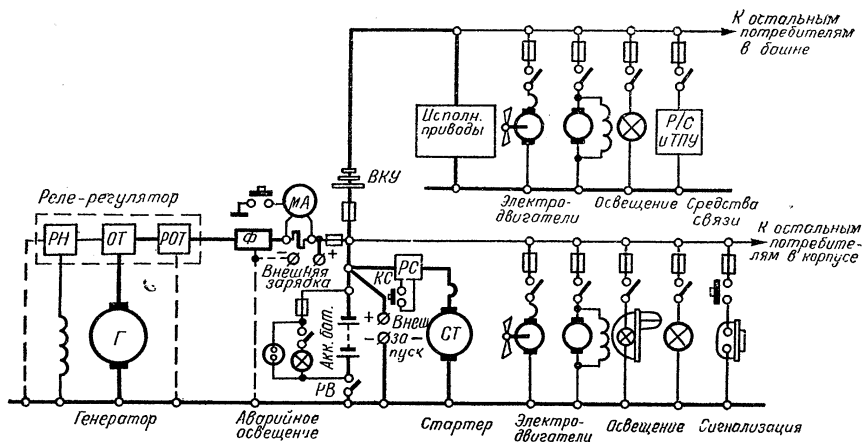 К остальным
потребителям
в башне
Исполн.
приводы
Р/С
и ТПУ
ВКУ
Электро-
двигатели
Освещение
Средства
связи
Реле-регулятор
мА
РН
ОТ
РОТ
Ф
К остальным
потребите-
лям в корпусе
- +
Внешняя
зарядка
КС
РС
Г
Акк. бат.
+
-
Внеш.
за-
пуск
СТ
РВ
Генератор
Аварийное
освещение
Стартер
Электро-
двигатели
Освещение
Сигнализация